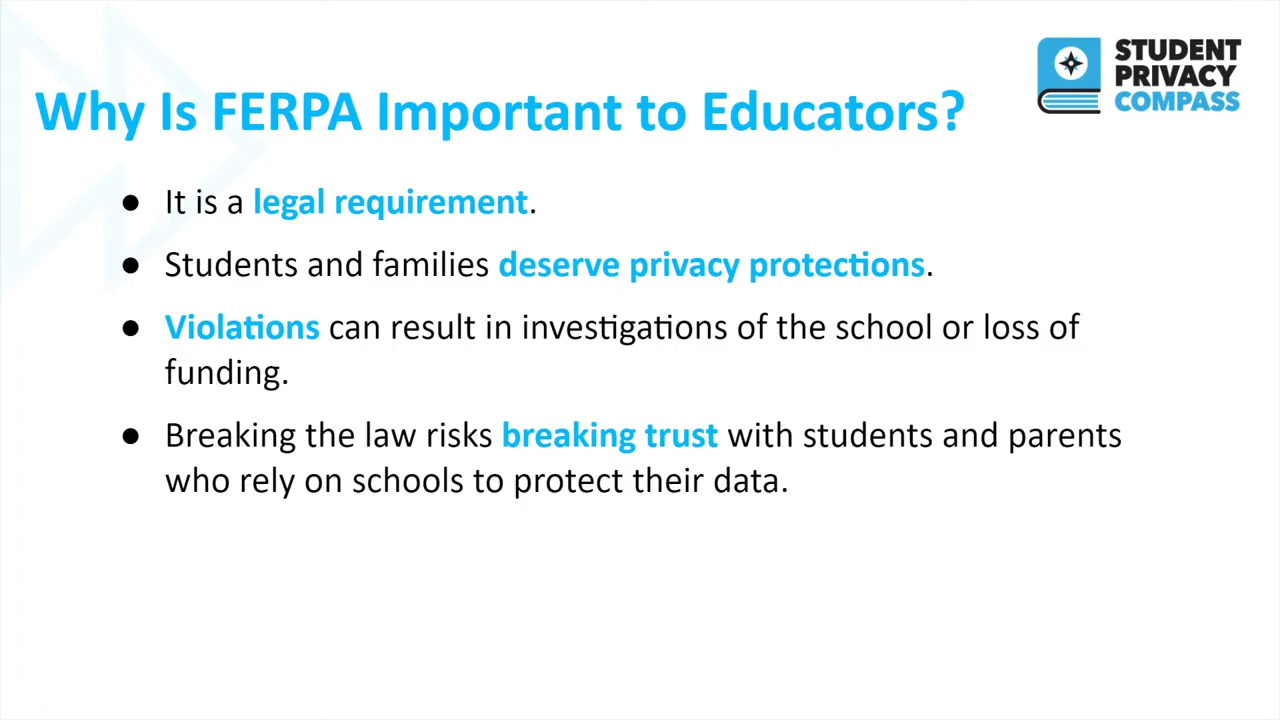 STUDENT
PRIVACY
COMPASS
Why Is FERPA Important to Educators?
● It is a legal requirement.
● Students and families deserve privacy protections.
● Violations can result in investigations of the school or loss of
funding.
● Breaking the law risks breaking trust with students and parents
who rely on schools to protect their data.